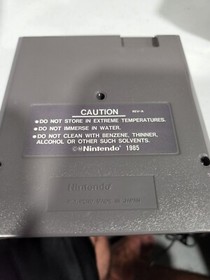 CAUTION REV-A
●DO NOT STORE IN EXTREME TEMPERATURES.
●DO NOT IMMERSE IN WATER.
●DO NOT CLEAN WITH BENZENE, THINNER,
ALCOHOL OR OTHER SUCH SOLVENTS.
©®Nintendo® 1985
Nintendo